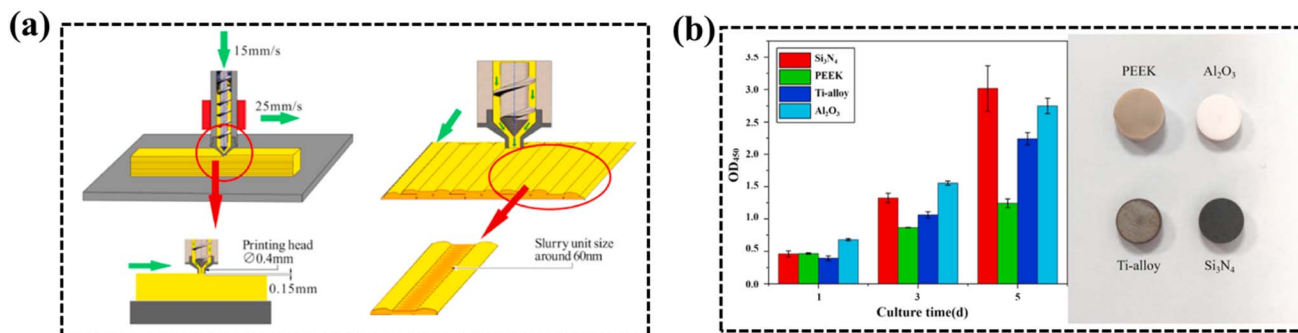 (a)
15mm/s
25mm/s
Printing head
∅0.4mm
0.15mm
Slurry unit size
around 60nm
(b)
Si₃N₄
PEEK
Ti-alloy
Al₂O₃
OD₄₅₀
3.5
3.0
2.5
2.0
1.5
1.0
0.5
0.0
1
3
5
Culture time(d)
PEEK
Al₂O₃
Ti-alloy
Si₃N₄